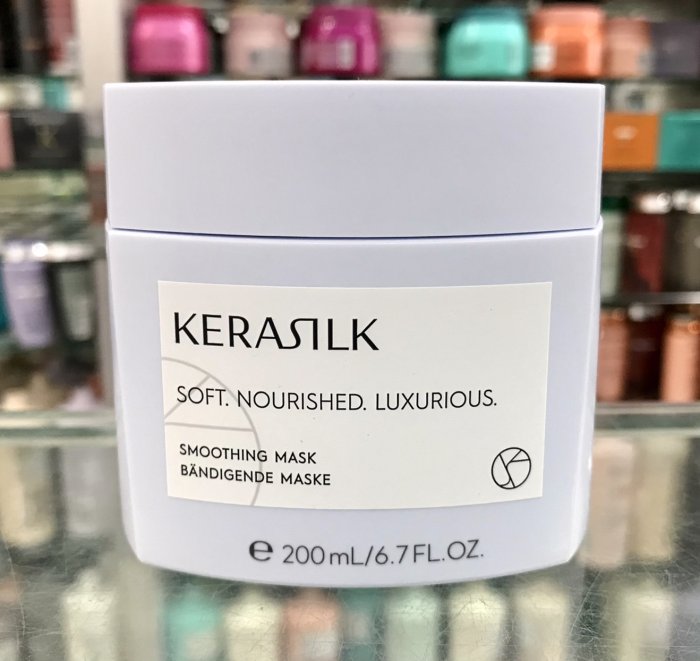 KERASILK
SOFT. NOURISHED. LUXURIOUS.
SMOOTHING MASK
BÄNDIGENDE MASKE
℮ 200 mL/6.7 FL.OZ.